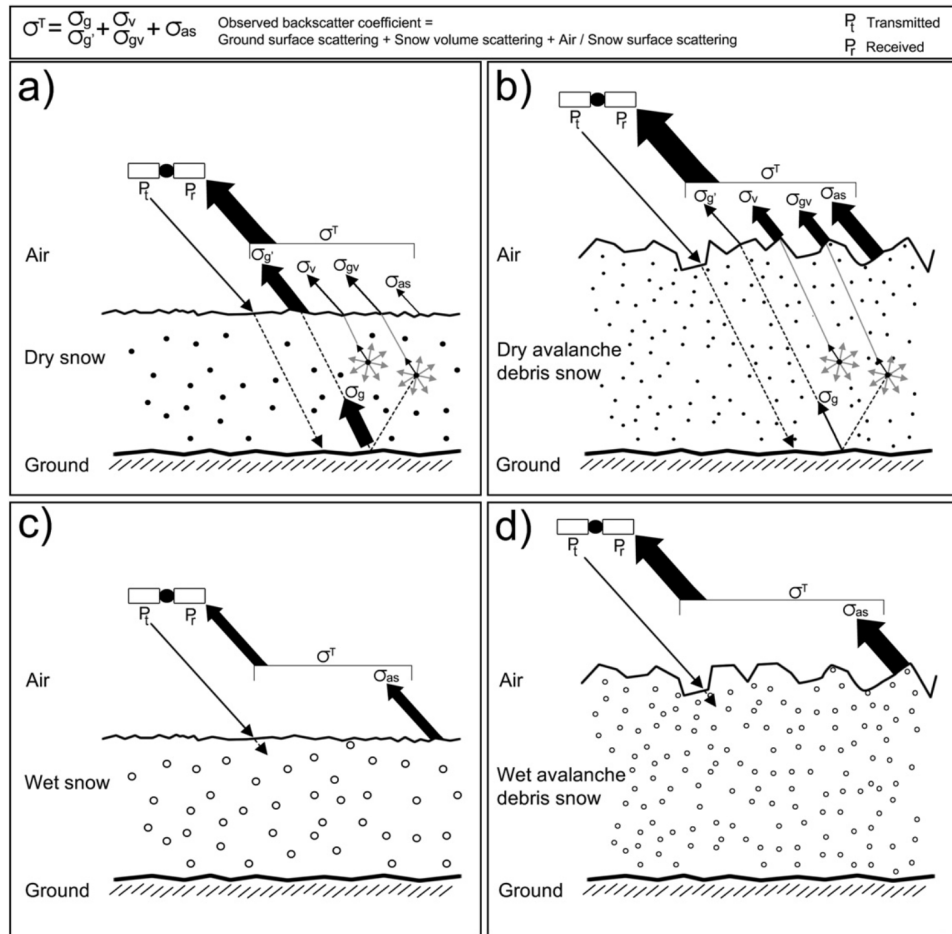 σT = σg/σg' + σv/σgv + σas
Observed backscatter coefficient =
Ground surface scattering + Snow volume scattering + Air / Snow surface scattering
Pt Transmitted
Pr Received
a)
Pt Pr
σT
σg' σv σgv σas
Air
Dry snow
σg
Ground
b)
Pt Pr
σT
σg' σv σgv σas
Air
Dry avalanche
debris snow
σg
Ground
c)
Pt Pr
σT
σas
Air
Wet snow
Ground
d)
Pt Pr
σT
σas
Air
Wet avalanche
debris snow
Ground